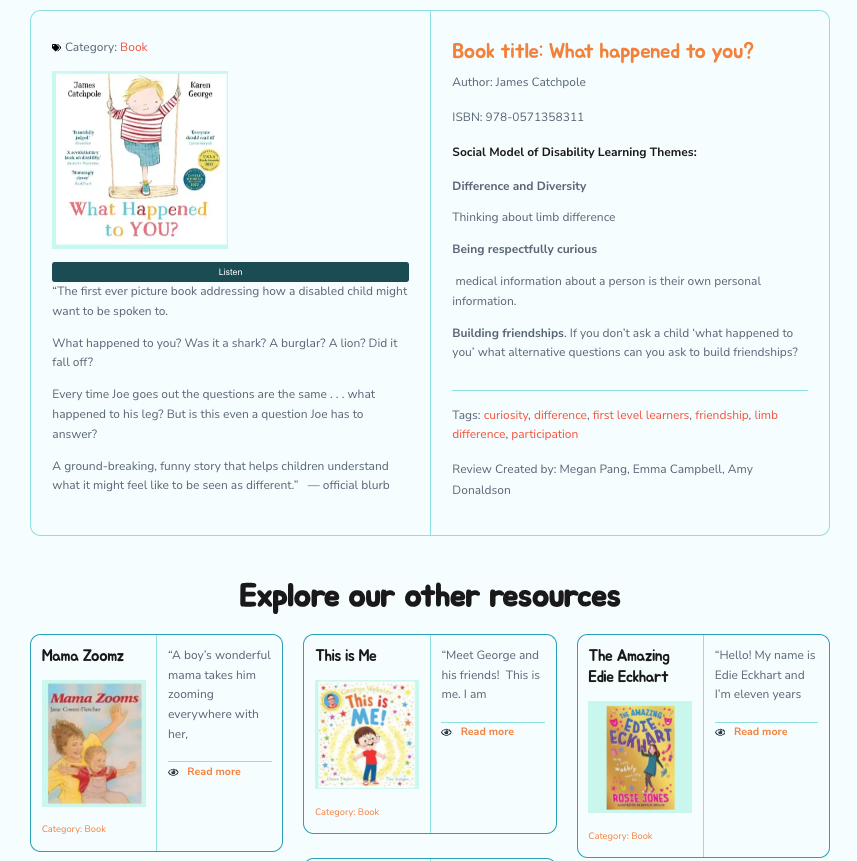 Category: Book
James Catchpole
Karen George
What Happened
to YOU?
Listen
“The first ever picture book addressing how a disabled child might
want to be spoken to.
What happened to you? Was it a shark? A burglar? A lion? Did it
fall off?
Every time Joe goes out the questions are the same . . . what
happened to his leg? But is this even a question Joe has to
answer?
A ground-breaking, funny story that helps children understand
what it might feel like to be seen as different.”   — official blurb
Book title: What happened to you?
Author: James Catchpole
ISBN: 978-0571358311
Social Model of Disability Learning Themes:
Difference and Diversity
Thinking about limb difference
Being respectfully curious
medical information about a person is their own personal
information.
Building friendships. If you don’t ask a child ‘what happened to
you’ what alternative questions can you ask to build friendships?
Tags: curiosity, difference, first level learners, friendship, limb
difference, participation
Review Created by: Megan Pang, Emma Campbell, Amy
Donaldson
Explore our other resources
Mama Zoomz
Mama Zooms
Jane Cowen-Fletcher
Category: Book
“A boy’s wonderful
mama takes him
zooming
everywhere with
her,
Read more
This is Me
George Webster
This is
ME!
Category: Book
“Meet George and
his friends!  This is
me. I am
Read more
The Amazing
Edie Eckhart
THE AMAZING
EDIE
ECKHART
ROSIE JONES
Category: Book
“Hello! My name is
Edie Eckhart and
I’m eleven years
Read more